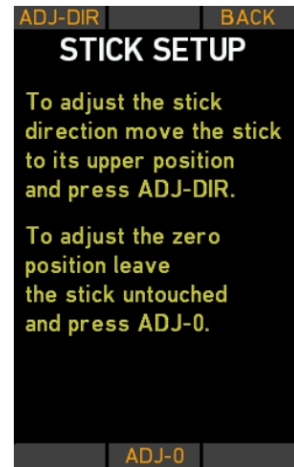 ADJ-DIR BACK
STICK SETUP
To adjust the stick
direction move the stick
to its upper position
and press ADJ-DIR.
To adjust the zero
position leave
the stick untouched
and press ADJ-0.
ADJ-0